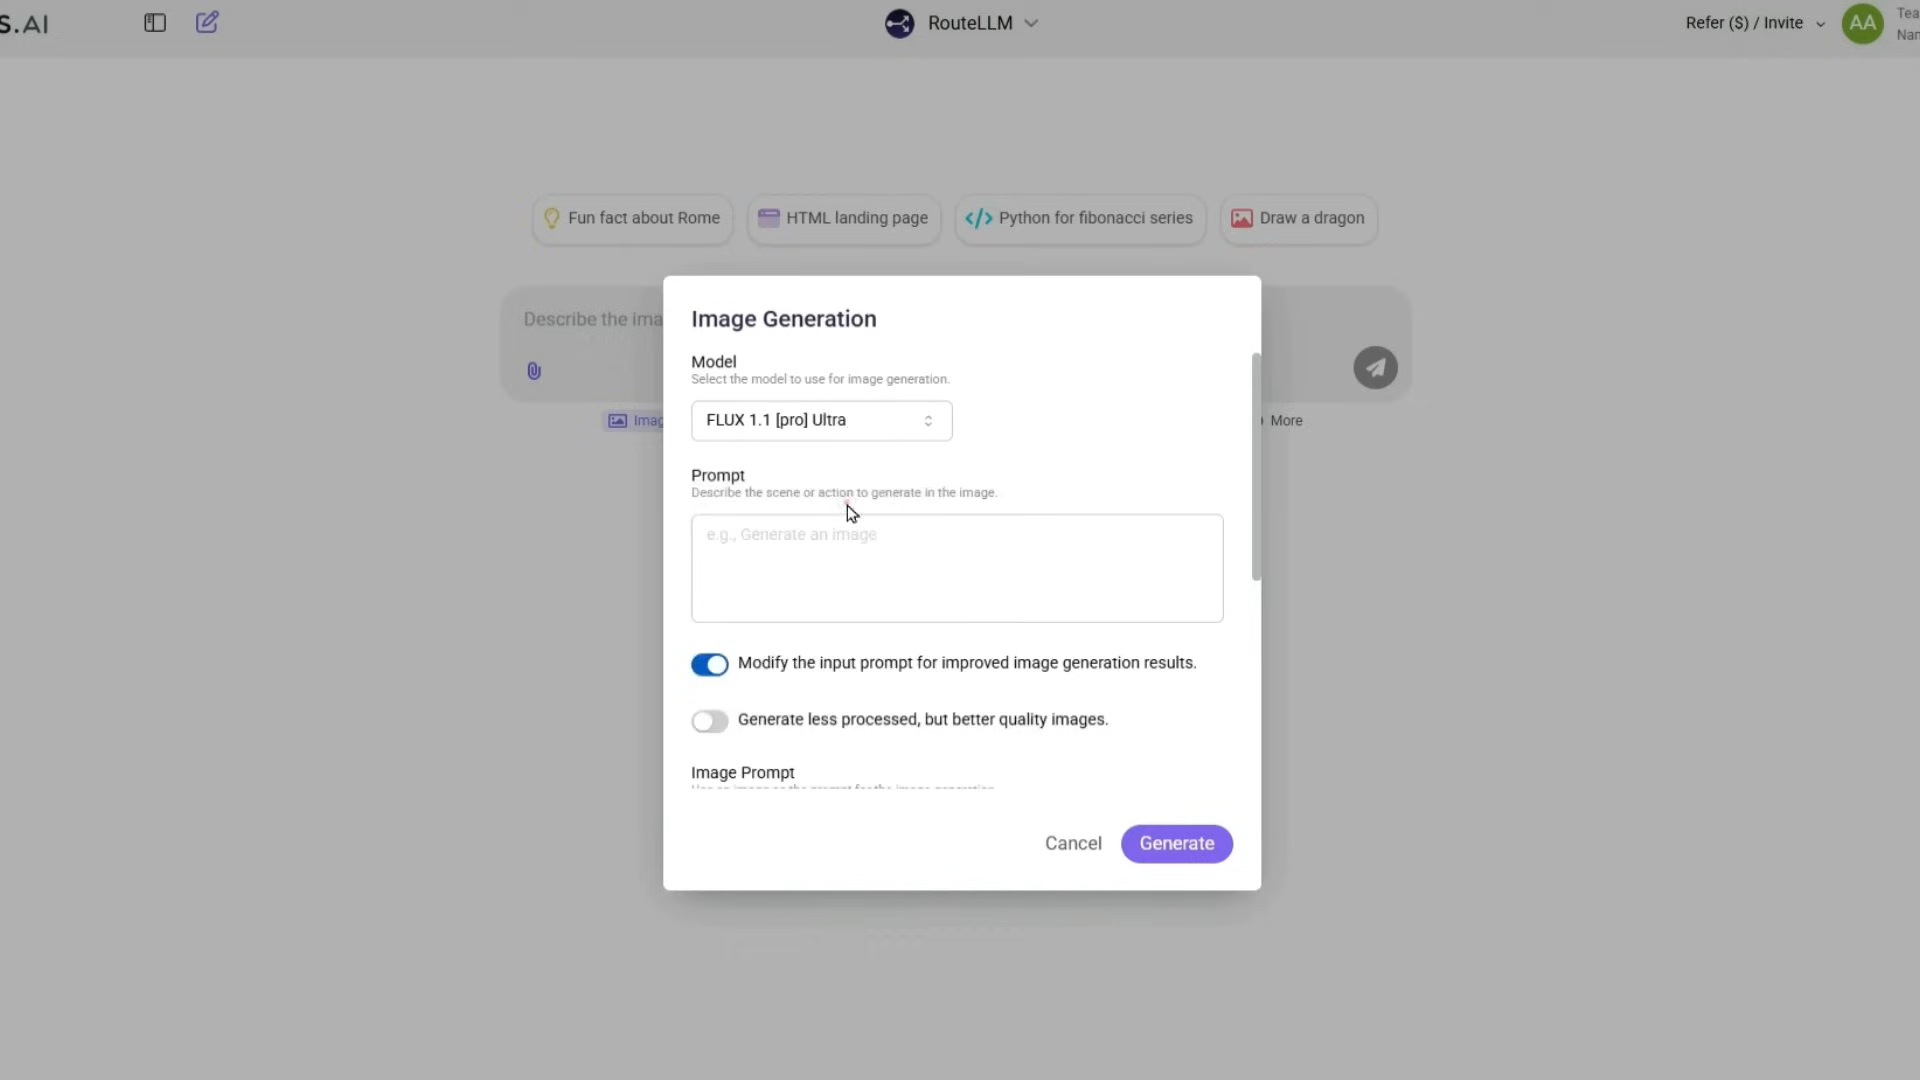 S.AI
RouteLLM
Refer ($) / Invite
AA
Tea
Nan
Fun fact about Rome
HTML landing page
Python for fibonacci series
Draw a dragon
Describe the ima
Imag
More
Image Generation
Model
Select the model to use for image generation.
FLUX 1.1 [pro] Ultra
Prompt
Describe the scene or action to generate in the image.
e.g., Generate an image
Modify the input prompt for improved image generation results.
Generate less processed, but better quality images.
Image Prompt
Cancel
Generate